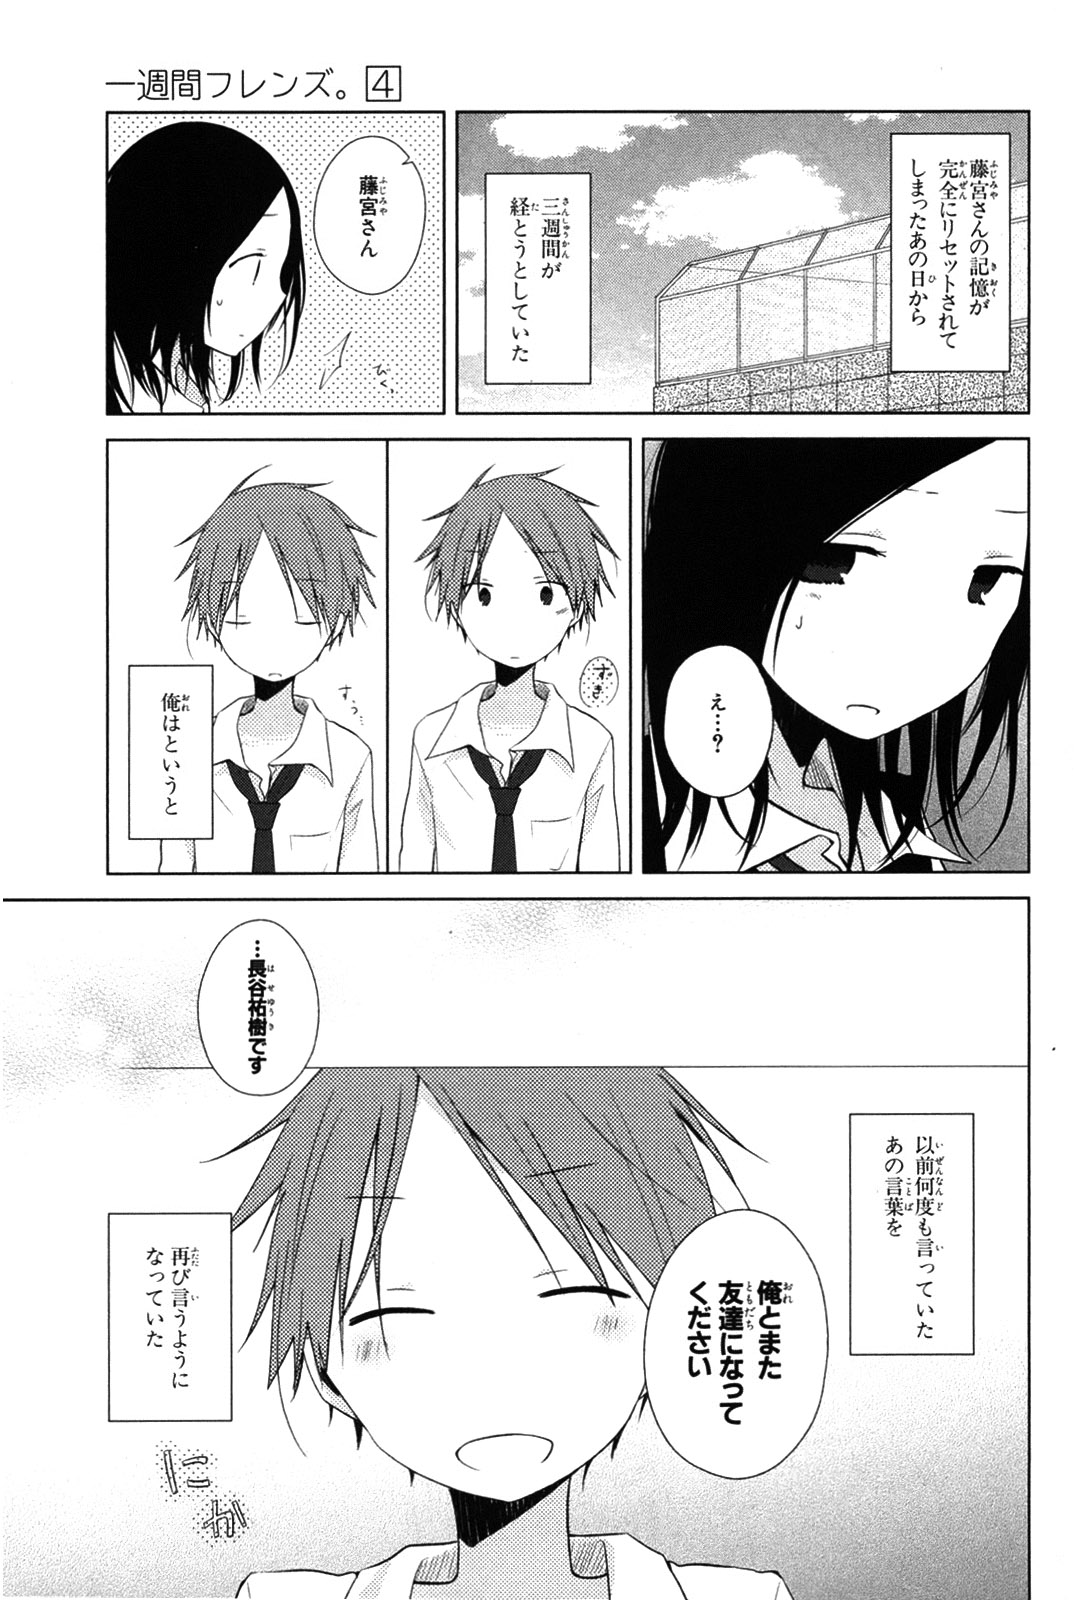 一週間フレンズ。4
藤宮さんの記憶が
完全にリセットされて
しまったあの日から
三週間が
経とうとしていた
藤宮さん
びくっ
え…?
ずき
すぅ…
俺はというと
…長谷祐樹です
以前何度も言っていた
あの言葉を
俺とまた
友達になって
ください
再び言うように
なっていた
にか